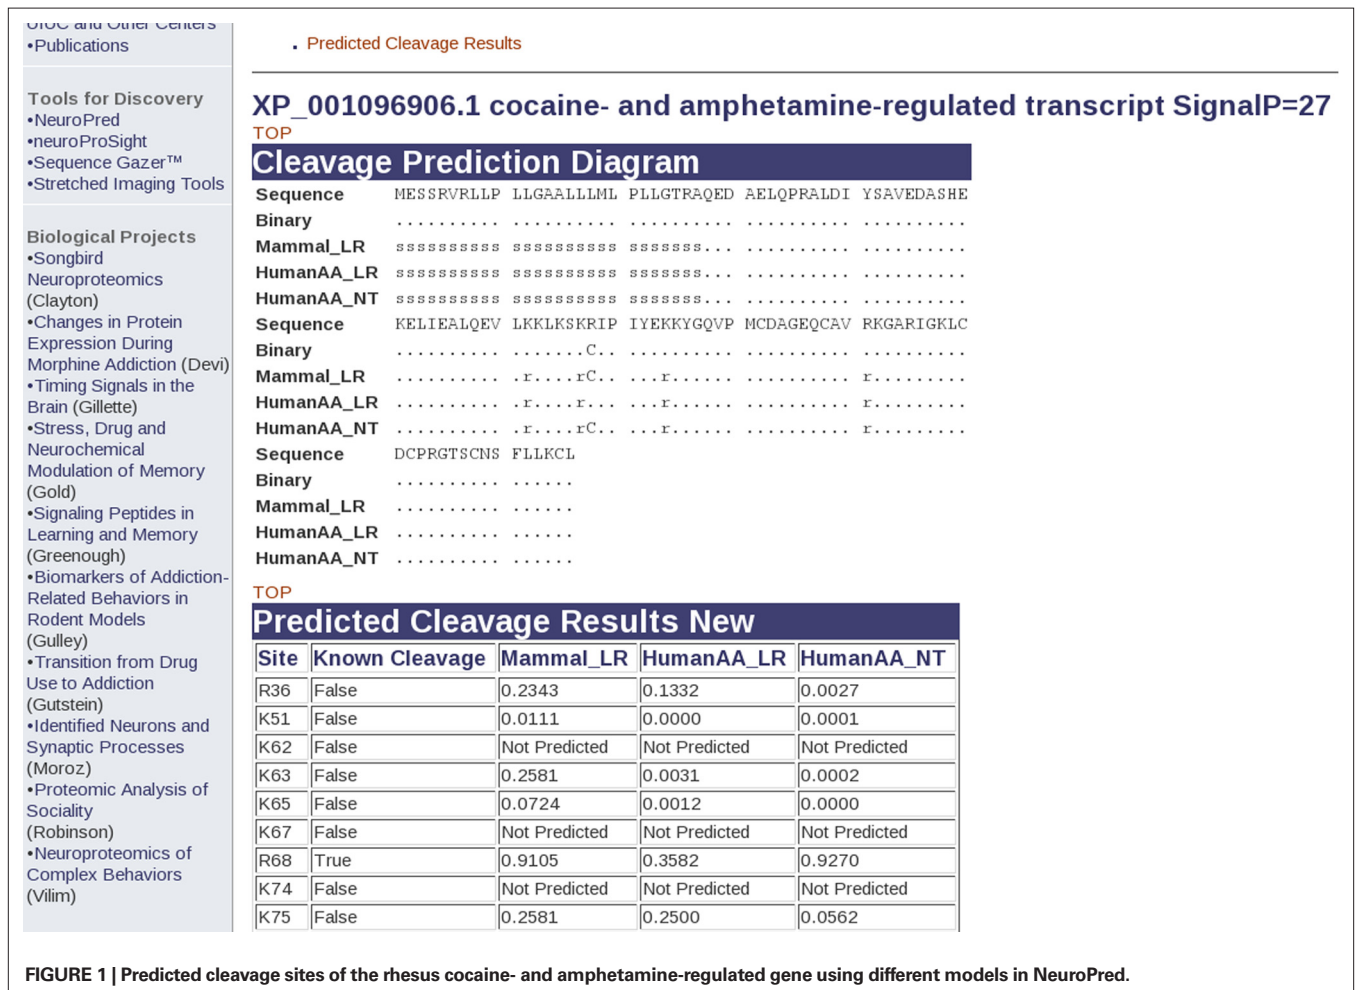 UIUC and Other Centers
•Publications
Tools for Discovery
•NeuroPred
•neuroProSight
•Sequence Gazer™
•Stretched Imaging Tools
Biological Projects
•Songbird
Neuroproteomics
(Clayton)
•Changes in Protein
Expression During
Morphine Addiction (Devi)
•Timing Signals in the
Brain (Gillette)
•Stress, Drug and
Neurochemical
Modulation of Memory
(Gold)
•Signaling Peptides in
Learning and Memory
(Greenough)
•Biomarkers of Addiction-
Related Behaviors in
Rodent Models
(Gulley)
•Transition from Drug
Use to Addiction
(Gutstein)
•Identified Neurons and
Synaptic Processes
(Moroz)
•Proteomic Analysis of
Sociality
(Robinson)
•Neuroproteomics of
Complex Behaviors
(Vilim)
• Predicted Cleavage Results
XP_001096906.1 cocaine- and amphetamine-regulated transcript SignalP=27
TOP
Cleavage Prediction Diagram
Sequence MESSRVRLLP LLGAALLLML PLLGTRAQED AELQPRALDI YSAVEDASHE
Binary .......... .......... .......... .......... ..........
Mammal_LR ssssssssss ssssssssss sssssss... .......... ..........
HumanAA_LR ssssssssss ssssssssss sssssss... .......... ..........
HumanAA_NT ssssssssss ssssssssss sssssss... .......... ..........
Sequence KELIEALQEV LKKLKSKRIP IYEKKYGQVP MCDAGEQCAV RKGARIGKLC
Binary .......... .......C.. .......... .......... ..........
Mammal_LR .......... .r....rC.. ...r...... .......... r.........
HumanAA_LR .......... .r....r... ...r...... .......... r.........
HumanAA_NT .......... .r....rC.. ...r...... .......... r.........
Sequence DCPRGTSCNS FLLKCL
Binary .......... ......
Mammal_LR .......... ......
HumanAA_LR .......... ......
HumanAA_NT .......... ......
TOP
Predicted Cleavage Results New
Site Known Cleavage Mammal_LR HumanAA_LR HumanAA_NT
R36 False 0.2343 0.1332 0.0027
K51 False 0.0111 0.0000 0.0001
K62 False Not Predicted Not Predicted Not Predicted
K63 False 0.2581 0.0031 0.0002
K65 False 0.0724 0.0012 0.0000
K67 False Not Predicted Not Predicted Not Predicted
R68 True 0.9105 0.3582 0.9270
K74 False Not Predicted Not Predicted Not Predicted
K75 False 0.2581 0.2500 0.0562
FIGURE 1 | Predicted cleavage sites of the rhesus cocaine- and amphetamine-regulated gene using different models in NeuroPred.